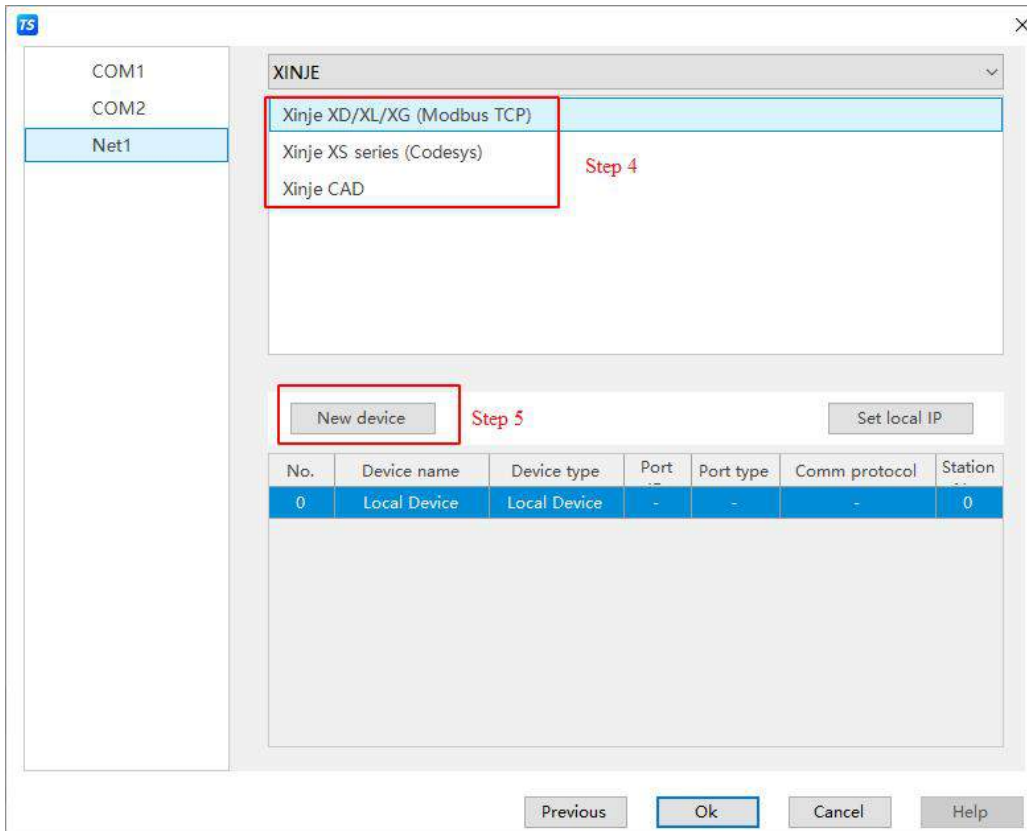 TS
COM1
COM2
Net1
XINJE
Xinje XD/XL/XG (Modbus TCP)
Xinje XS series (Codesys)
Xinje CAD
Step 4
New device
Step 5
Set local IP
No. Device name Device type Port Port type Comm protocol Station
0 Local Device Local Device - - - 0
Previous Ok Cancel Help